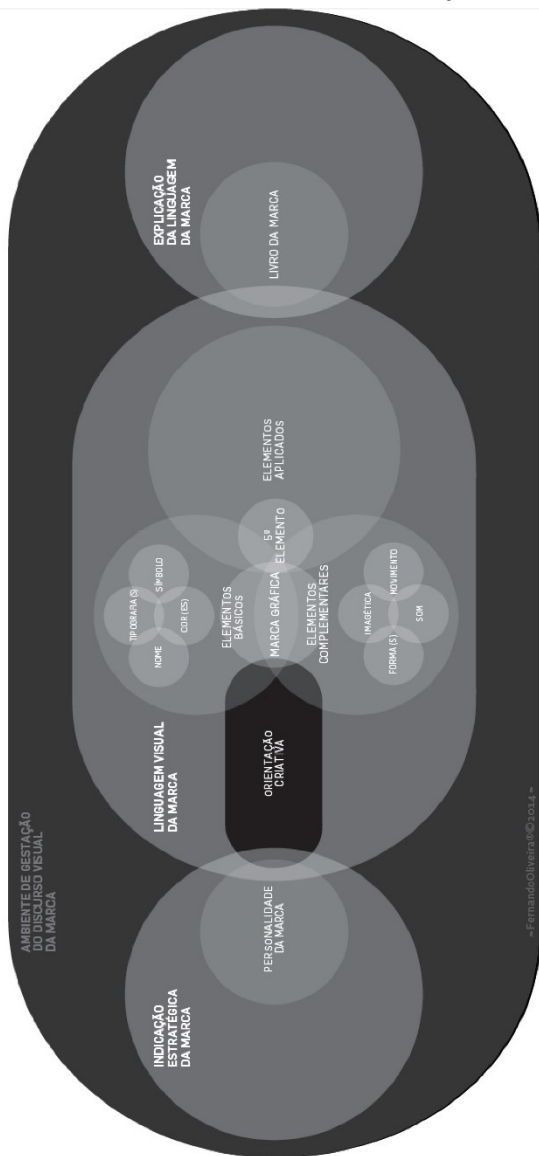 AMBIENTE DE GESTAÇÃO
DO DISCURSO VISUAL
DA MARCA
INDICAÇÃO
ESTRATÉGICA
DA MARCA
PERSONALIDADE
DA MARCA
LINGUAGEM VISUAL
DA MARCA
ORIENTAÇÃO
CRIATIVA
NOME
TIPOGRAFIA(S)
COR(ES)
SÍMBOLO
ELEMENTOS
BÁSICOS
MARCA GRÁFICA
ELEMENTOS
COMPLEMENTARES
FORMA(S)
IMAGÉTICA
SOM
MOVIMENTO
5º
ELEMENTO
ELEMENTOS
APLICADOS
EXPLICAÇÃO
DA LINGUAGEM
DA MARCA
LIVRO DA MARCA
~FernandoOliveira®©2014~